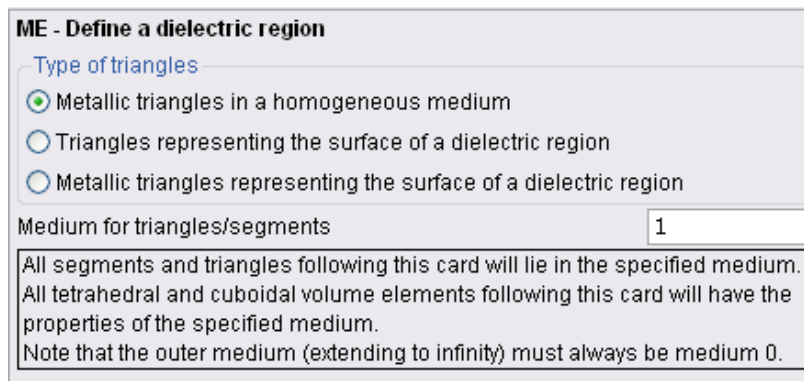 ME - Define a dielectric region
Type of triangles
Metallic triangles in a homogeneous medium
Triangles representing the surface of a dielectric region
Metallic triangles representing the surface of a dielectric region
Medium for triangles/segments 1
All segments and triangles following this card will lie in the specified medium.
All tetrahedral and cuboidal volume elements following this card will have the
properties of the specified medium.
Note that the outer medium (extending to infinity) must always be medium 0.